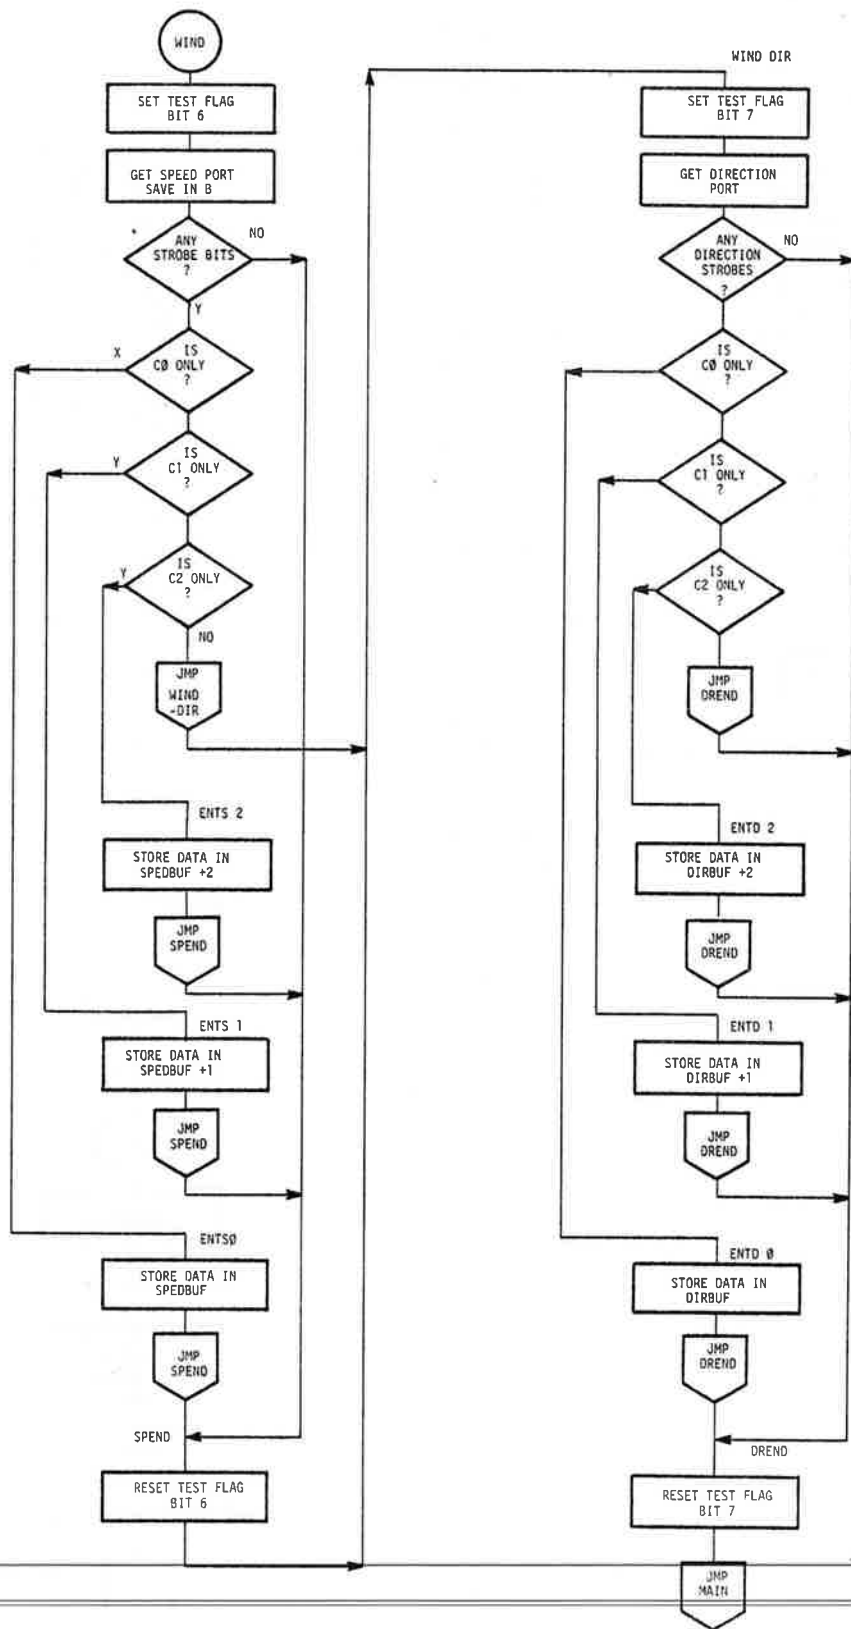 WIND
SET TEST FLAG
BIT 6
GET SPEED PORT
SAVE IN B
ANY
STROBE BITS
?
NO
Y
IS
CØ ONLY
?
X
IS
C1 ONLY
?
Y
IS
C2 ONLY
?
Y
NO
JMP
WIND
-DIR
ENTS 2
STORE DATA IN
SPEDBUF +2
JMP
SPEND
ENTS 1
STORE DATA IN
SPEDBUF +1
JMP
SPEND
ENTSØ
STORE DATA IN
SPEDBUF
JMP
SPEND
SPEND
RESET TEST FLAG
BIT 6
WIND DIR
SET TEST FLAG
BIT 7
GET DIRECTION
PORT
ANY
DIRECTION
STROBES
?
NO
IS
CØ ONLY
?
IS
C1 ONLY
?
IS
C2 ONLY
?
JMP
DREND
ENTD 2
STORE DATA IN
DIRBUF +2
JMP
DREND
ENTD 1
STORE DATA IN
DIRBUF +1
JMP
DREND
ENTD Ø
STORE DATA IN
DIRBUF
JMP
DREND
DREND
RESET TEST FLAG
BIT 7
JMP
MAIN